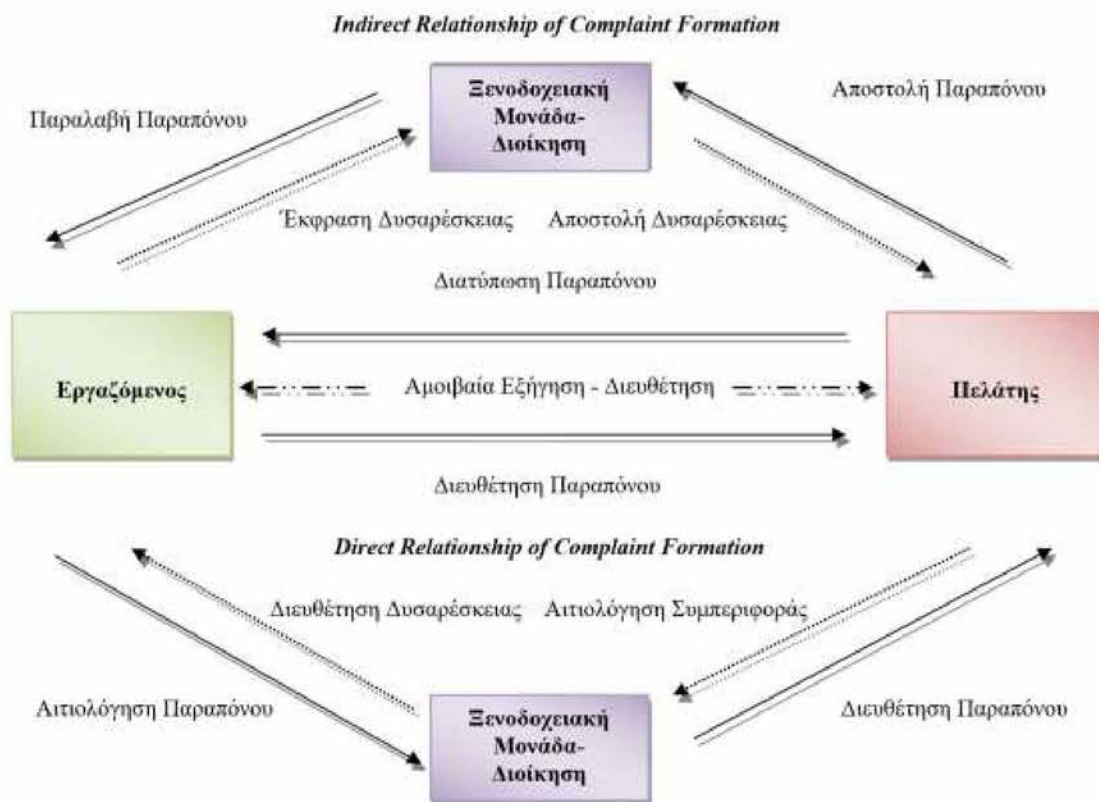 Indirect Relationship of Complaint Formation
Ξενοδοχειακή
Μονάδα-
Διοίκηση
Παραλαβή Παραπόνου
Αποστολή Παραπόνου
Έκφραση Δυσαρέσκειας
Αποστολή Δυσαρέσκειας
Διατύπωση Παραπόνου
Εργαζόμενος
Αμοιβαία Εξήγηση - Διευθέτηση
Πελάτης
Διευθέτηση Παραπόνου
Direct Relationship of Complaint Formation
Διευθέτηση Δυσαρέσκειας
Αιτιολόγηση Συμπεριφοράς
Αιτιολόγηση Παραπόνου
Διευθέτηση Παραπόνου
Ξενοδοχειακή
Μονάδα-
Διοίκηση